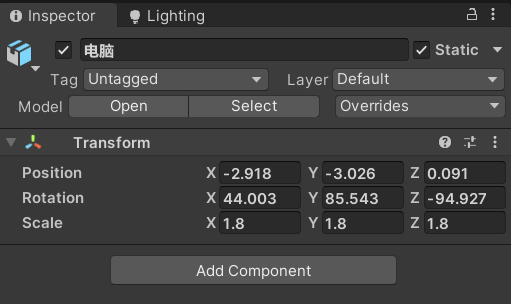 Inspector Lighting
电脑 Static
Tag Untagged Layer Default
Model Open Select Overrides
Transform
Position X -2.918 Y -3.026 Z 0.091
Rotation X 44.003 Y 85.543 Z -94.927
Scale X 1.8 Y 1.8 Z 1.8
Add Component